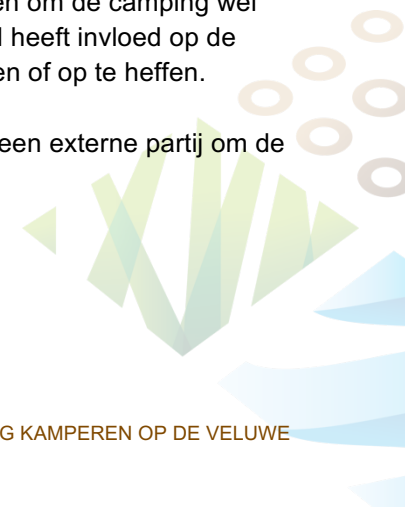 en om de camping wel
l heeft invloed op de
en of op te heffen.
een externe partij om de
G KAMPEREN OP DE VELUWE